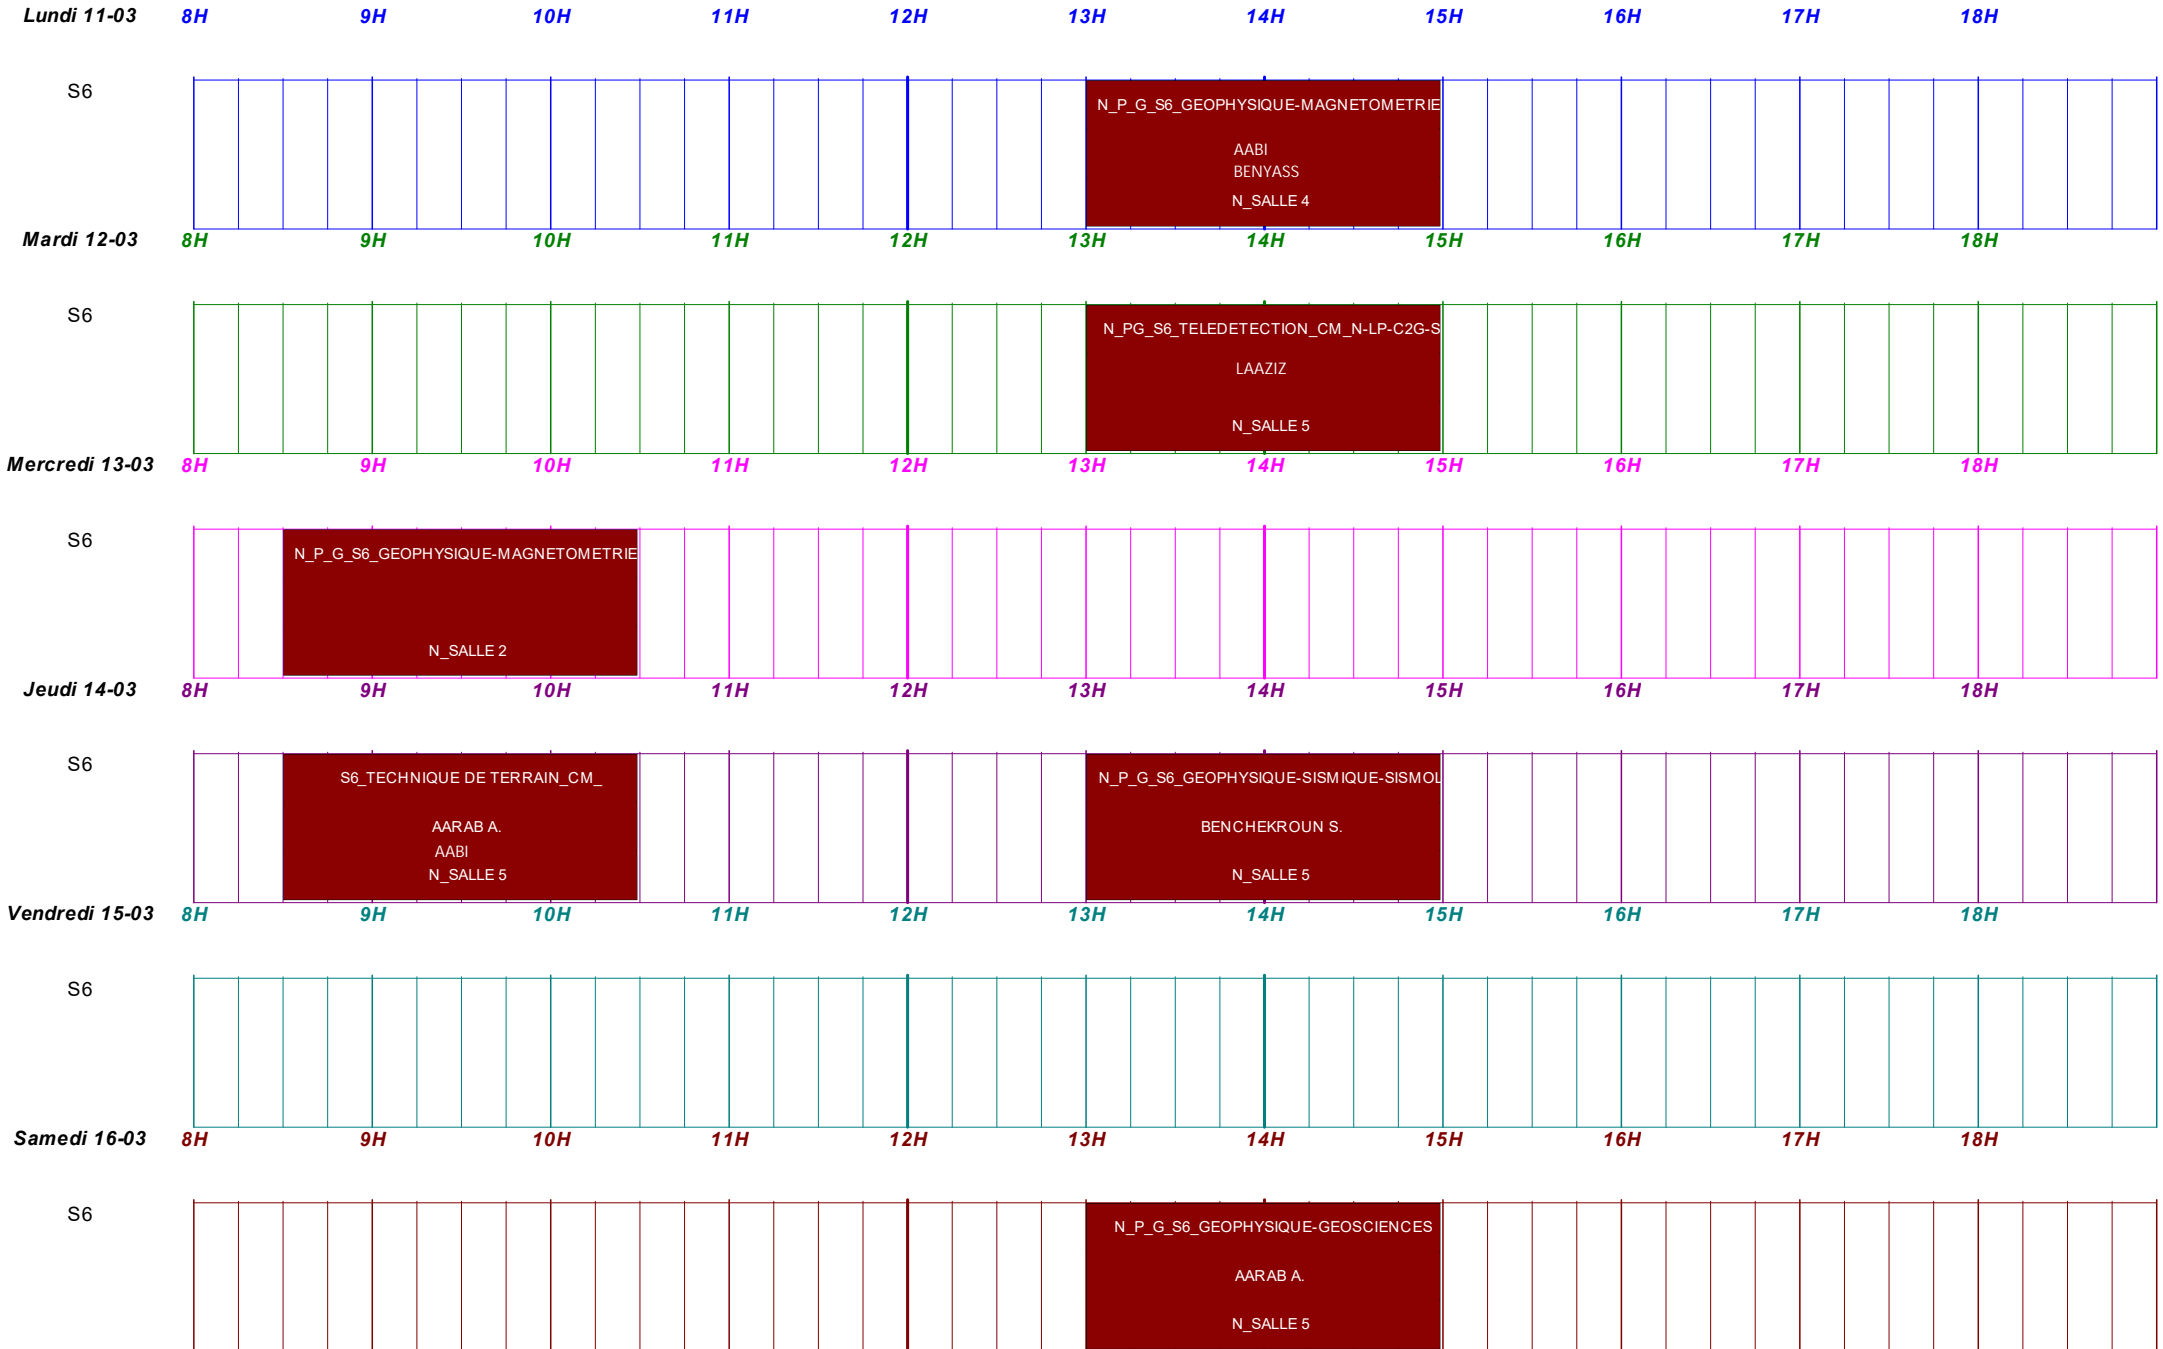 Lundi 11-03 8H 9H 10H 11H 12H 13H 14H 15H 16H 17H 18H
S6
N_P_G_S6_GEOPHYSIQUE-MAGNETOMETRIE
AABI
BENYASS
N_SALLE 4
Mardi 12-03 8H 9H 10H 11H 12H 13H 14H 15H 16H 17H 18H
S6
N_PG_S6_TELEDETECTION_CM_N-LP-C2G-S
LAAZIZ
N_SALLE 5
Mercredi 13-03 8H 9H 10H 11H 12H 13H 14H 15H 16H 17H 18H
S6
N_P_G_S6_GEOPHYSIQUE-MAGNETOMETRIE
N_SALLE 2
Jeudi 14-03 8H 9H 10H 11H 12H 13H 14H 15H 16H 17H 18H
S6
S6_TECHNIQUE DE TERRAIN_CM_
AARAB A.
AABI
N_SALLE 5
N_P_G_S6_GEOPHYSIQUE-SISMIQUE-SISMOL
BENCHEKROUN S.
N_SALLE 5
Vendredi 15-03 8H 9H 10H 11H 12H 13H 14H 15H 16H 17H 18H
S6
Samedi 16-03 8H 9H 10H 11H 12H 13H 14H 15H 16H 17H 18H
S6
N_P_G_S6_GEOPHYSIQUE-GEOSCIENCES
AARAB A.
N_SALLE 5